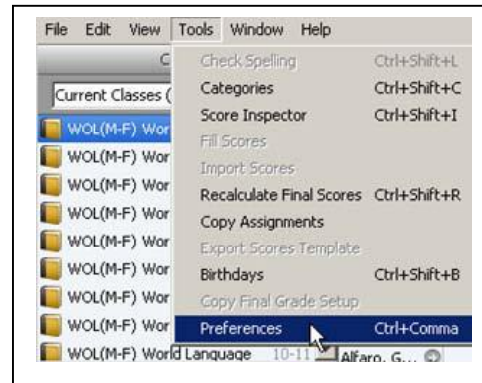 File Edit View Tools Window Help
C
Current Classes (
Check Spelling Ctrl+Shift+L
Categories Ctrl+Shift+C
Score Inspector Ctrl+Shift+I
Fill Scores
Import Scores
Recalculate Final Scores Ctrl+Shift+R
Copy Assignments
Export Scores Template
Birthdays Ctrl+Shift+B
Copy Final Grade Setup
Preferences Ctrl+Comma
WOL(M-F) Wor
WOL(M-F) Wor
WOL(M-F) Wor
WOL(M-F) Wor
WOL(M-F) Wor
WOL(M-F) Wor
WOL(M-F) Wor
WOL(M-F) Wor
WOL(M-F) World Language 10-11 Alfaro, G...